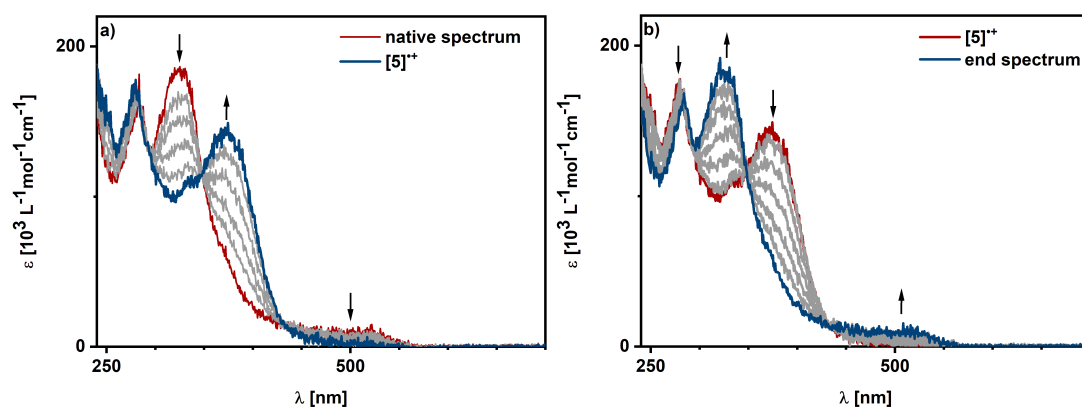 a)
native spectrum
[5]•+
200
0
250
500
ε [10³ L⁻¹mol⁻¹cm⁻¹]
λ [nm]
b)
[5]•+
end spectrum
200
0
250
500
ε [10³ L⁻¹mol⁻¹cm⁻¹]
λ [nm]